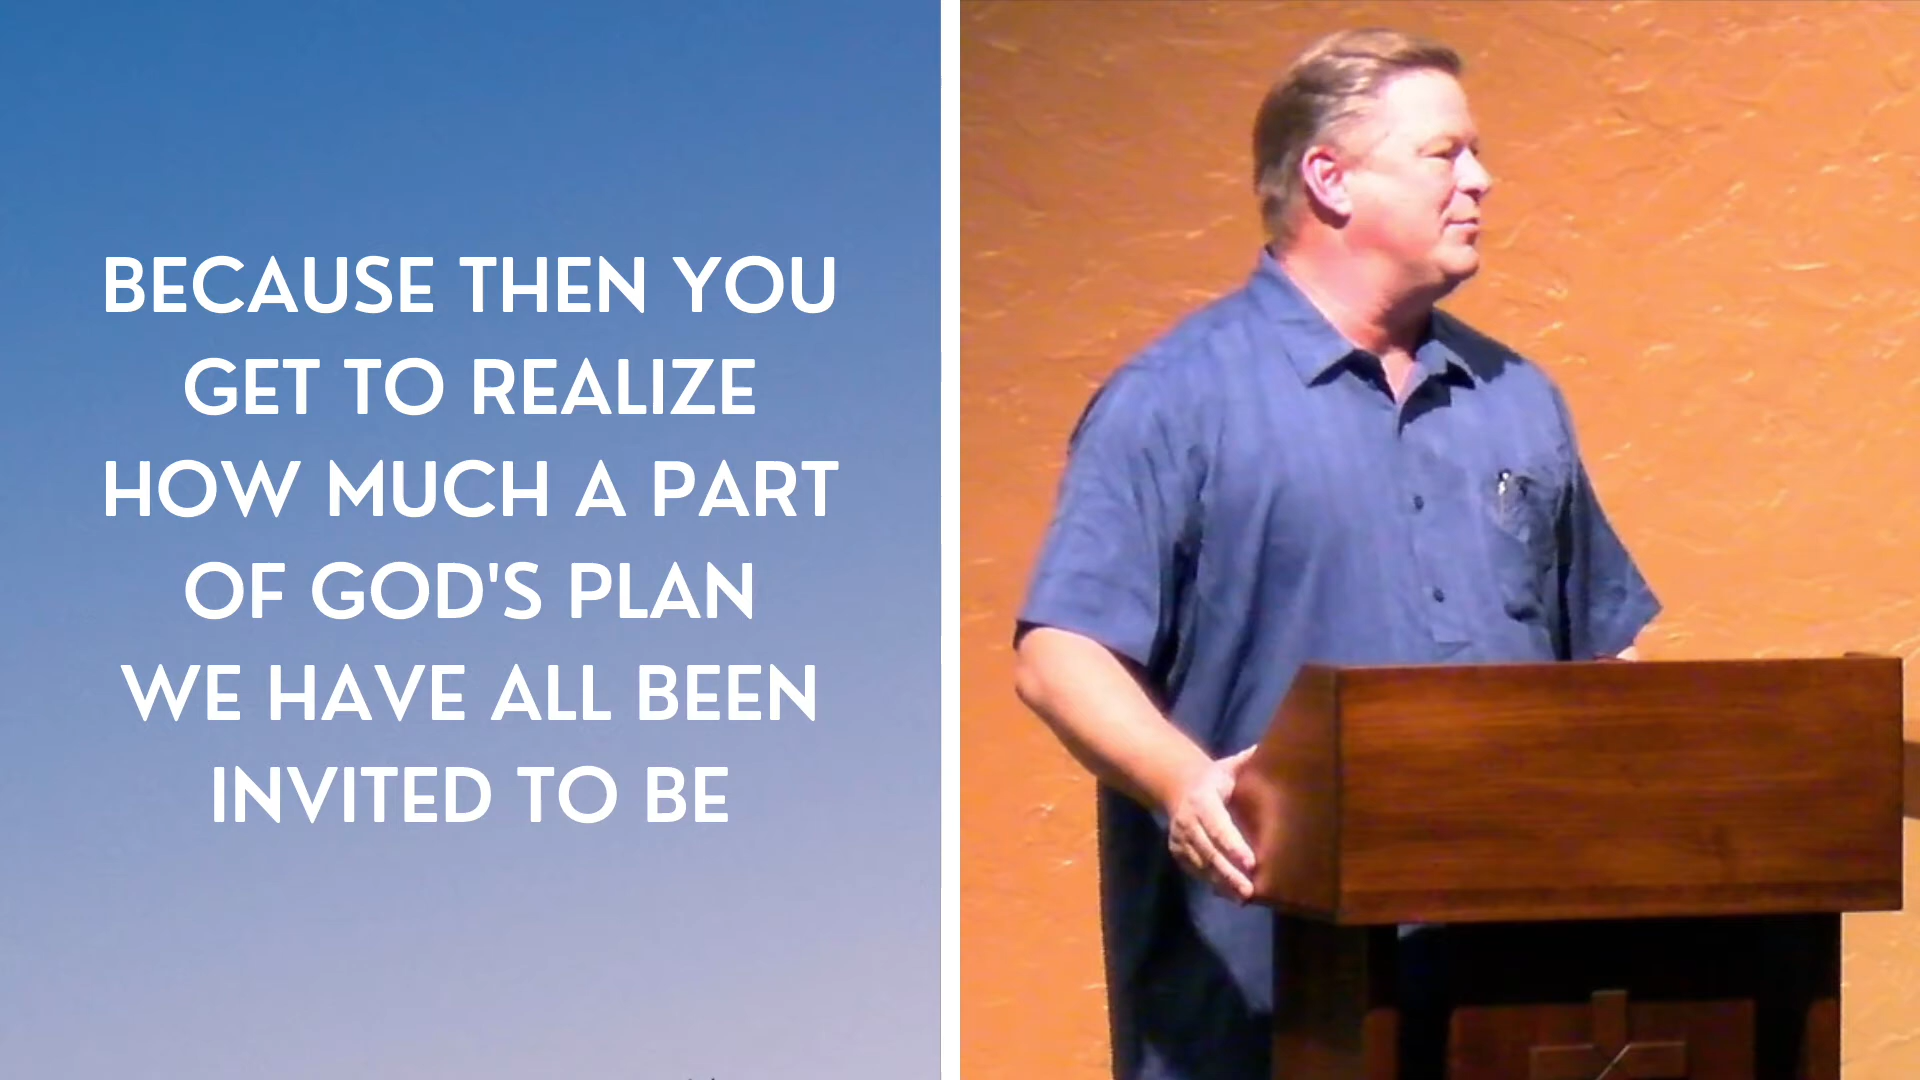 BECAUSE THEN YOU
GET TO REALIZE
HOW MUCH A PART
OF GOD'S PLAN
WE HAVE ALL BEEN
INVITED TO BE